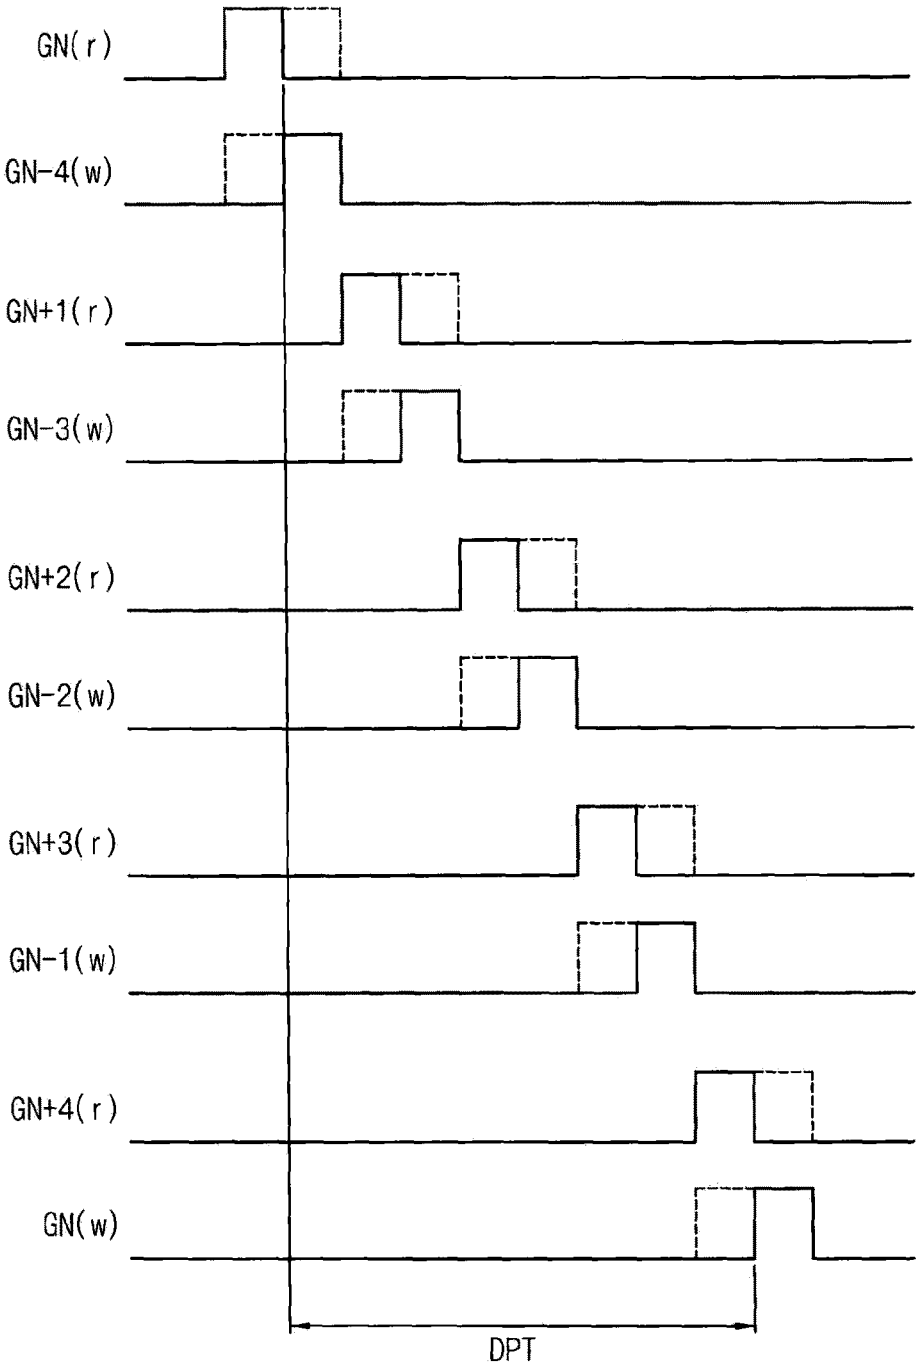 GN(r)
GN-4(w)
GN+1(r)
GN-3(w)
GN+2(r)
GN-2(w)
GN+3(r)
GN-1(w)
GN+4(r)
GN(w)
DPT